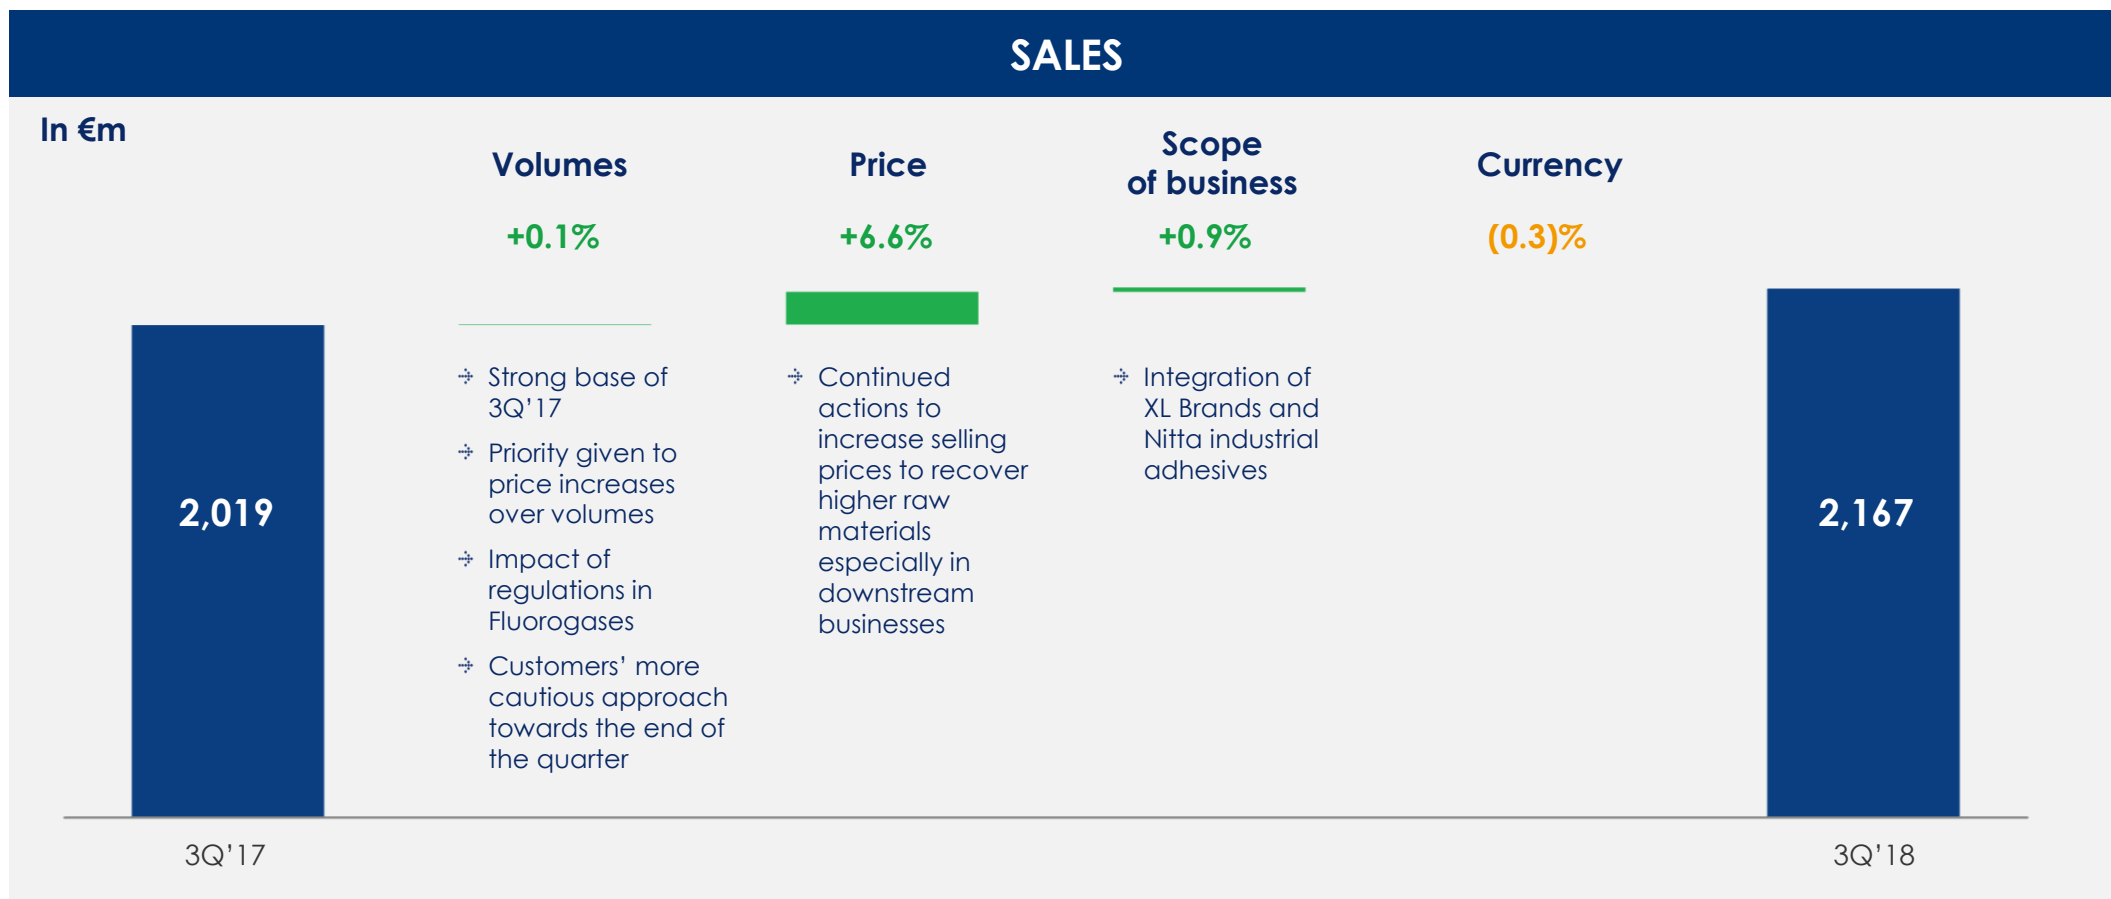 SALES
In €m
Volumes
+0.1%
Price
+6.6%
Scope
of business
+0.9%
Currency
(0.3)%
2,019
Strong base of
3Q’17
Priority given to
price increases
over volumes
Impact of
regulations in
Fluorogases
Customers’ more
cautious approach
towards the end of
the quarter
Continued
actions to
increase selling
prices to recover
higher raw
materials
especially in
downstream
businesses
Integration of
XL Brands and
Nitta industrial
adhesives
2,167
3Q’17
3Q’18